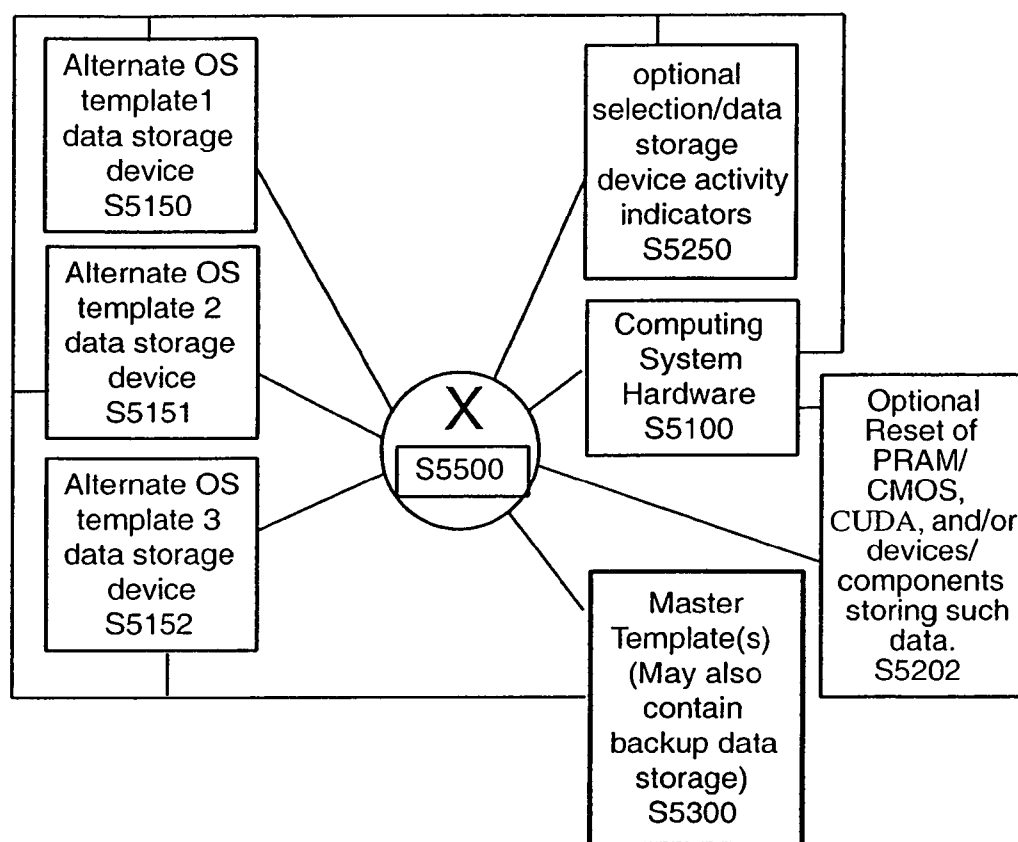 Alternate OS
template1
data storage
device
S5150
optional
selection/data
storage
device activity
indicators
S5250
Alternate OS
template 2
data storage
device
S5151
Computing
System
Hardware
S5100
X
S5500
Optional
Reset of
PRAM/
CMOS,
CUDA, and/or
devices/
components
storing such
data.
S5202
Alternate OS
template 3
data storage
device
S5152
Master
Template(s)
(May also
contain
backup data
storage)
S5300